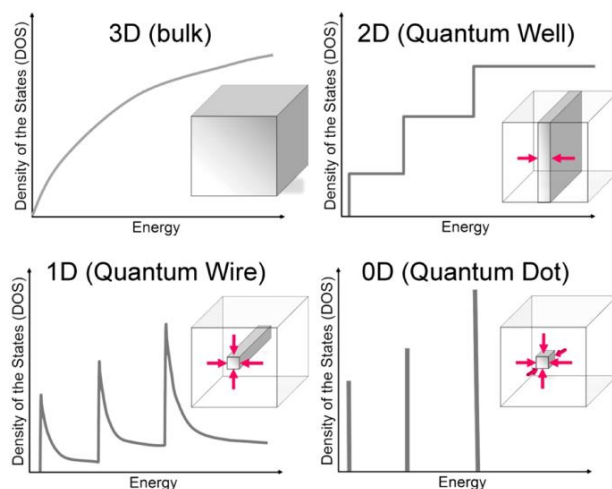 3D (bulk)
Density of the States (DOS)
Energy
2D (Quantum Well)
Density of the States (DOS)
Energy
1D (Quantum Wire)
Density of the States (DOS)
Energy
0D (Quantum Dot)
Density of the States (DOS)
Energy